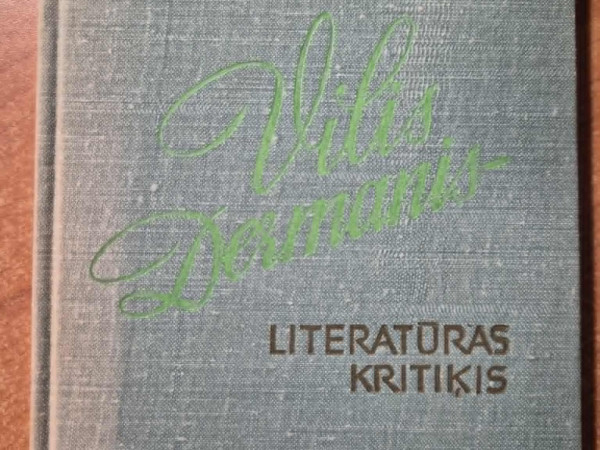 Vilis
Dermanis-
LITERATŪRAS
KRITIĶIS